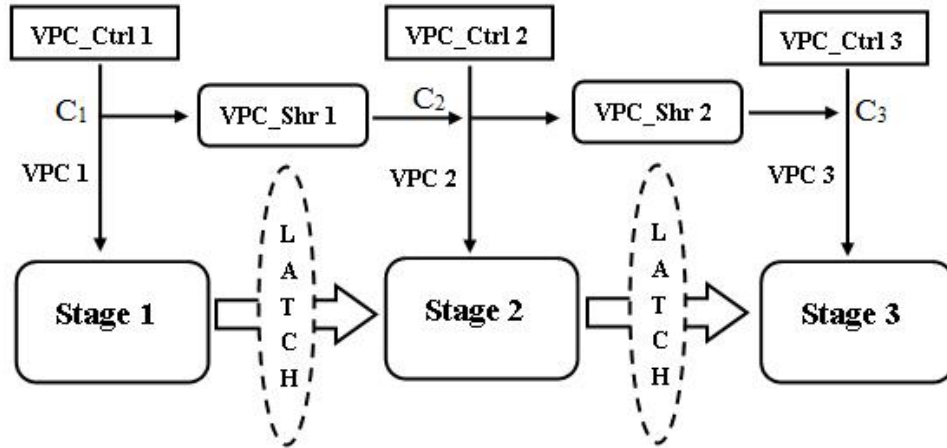 VPC_Ctrl 1
VPC_Ctrl 2
VPC_Ctrl 3
C1
VPC_Shr 1
C2
VPC_Shr 2
C3
VPC 1
VPC 2
VPC 3
L
A
T
C
H
L
A
T
C
H
Stage 1
Stage 2
Stage 3